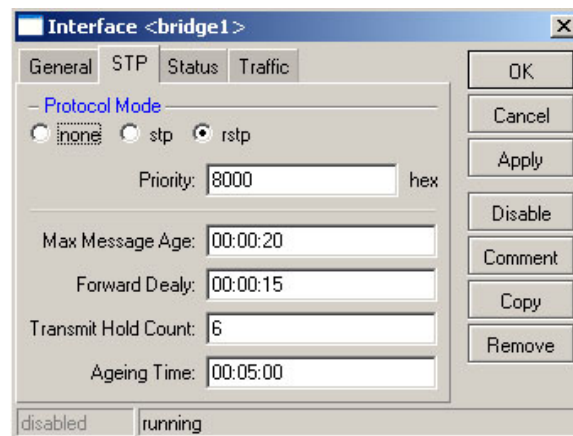 Interface <bridge1>
General STP Status Traffic
Protocol Mode
none stp rstp
Priority: 8000 hex
Max Message Age: 00:00:20
Forward Dealy: 00:00:15
Transmit Hold Count: 6
Ageing Time: 00:05:00
OK
Cancel
Apply
Disable
Comment
Copy
Remove
disabled running